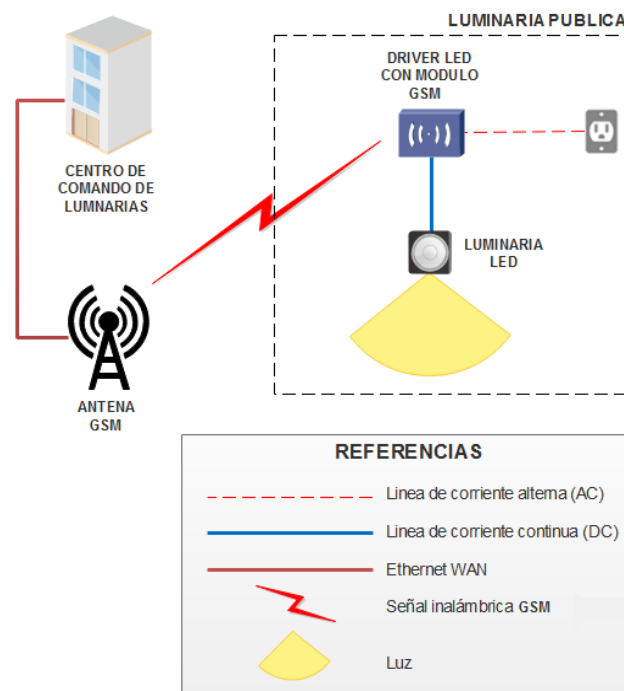 LUMINARIA PUBLICA
DRIVER LED
CON MODULO
GSM
CENTRO DE
COMANDO DE
LUMNARIAS
LUMINARIA
LED
ANTENA
GSM
REFERENCIAS
Linea de corriente alterna (AC)
Linea de corriente continua (DC)
Ethernet WAN
Señal inalámbrica GSM
Luz